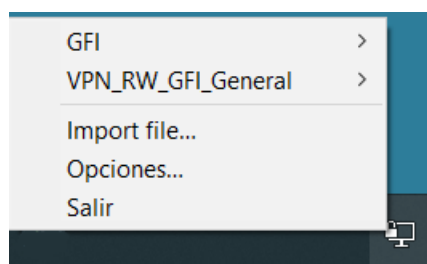 GFI
VPN_RW_GFI_General
Import file...
Opciones...
Salir